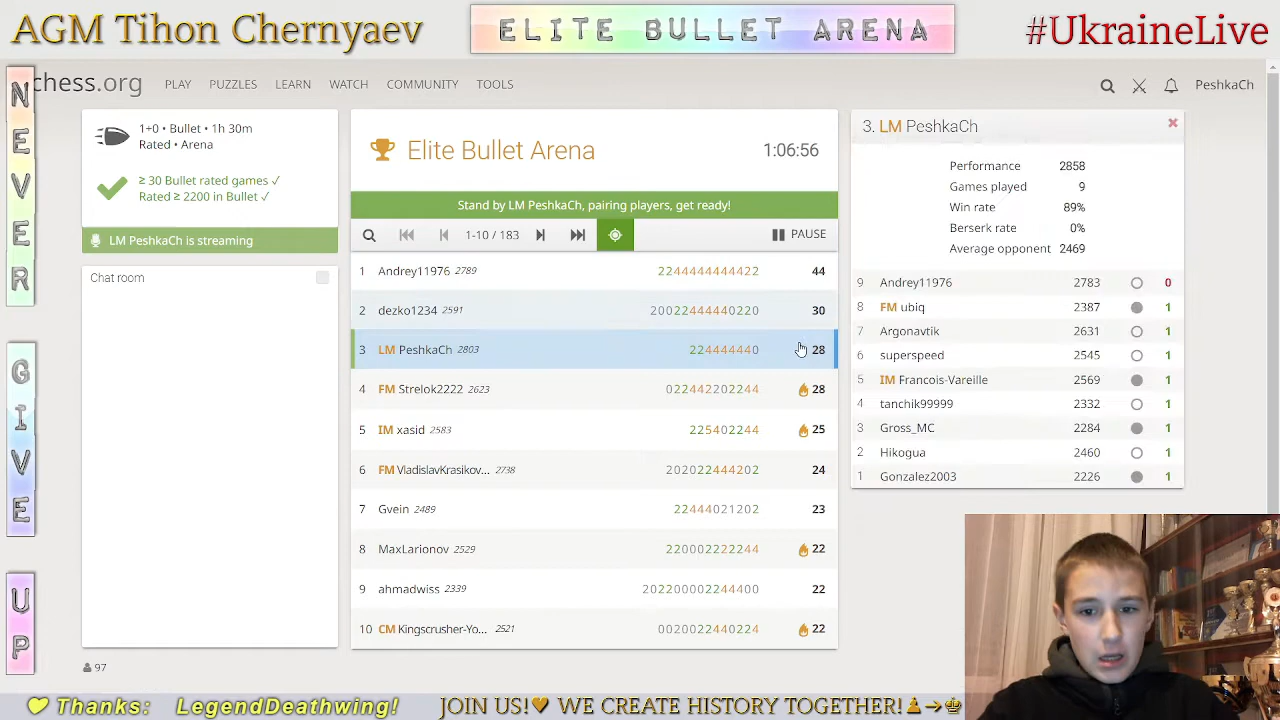 AGM Tihon Chernyaev
ELITE BULLET ARENA
#UkraineLive
NEVER
GIVE
UP
chess.org
PLAY PUZZLES LEARN WATCH COMMUNITY TOOLS
PeshkaCh
1+0 • Bullet • 1h 30m
Rated • Arena
≥ 30 Bullet rated games ✓
Rated ≥ 2200 in Bullet ✓
LM PeshkaCh is streaming
Chat room
97
Elite Bullet Arena 1:06:56
Stand by LM PeshkaCh, pairing players, get ready!
1-10 / 183 PAUSE
1 Andrey11976 2789 2244444444422 44
2 dezko1234 2591 2002244440220 30
3 LM PeshkaCh 2803 224444440 28
4 FM Strelok2222 2623 022442202244 28
5 IM xasid 2583 225402244 25
6 FM VladislavKrasikov... 2738 202022444202 24
7 Gvein 2489 22444021202 23
8 MaxLarionov 2529 220002222244 22
9 ahmadwiss 2339 202200002244400 22
10 CM Kingscrusher-Yo... 2521 0020022440224 22
3. LM PeshkaCh
Performance 2858
Games played 9
Win rate 89%
Berserk rate 0%
Average opponent 2469
9 Andrey11976 2783 0
8 FM ubiq 2387 1
7 Argonavtik 2631 1
6 superspeed 2545 1
5 IM Francois-Vareille 2569 1
4 tanchik99999 2332 1
3 Gross_MC 2284 1
2 Hikogua 2460 1
1 Gonzalez2003 2226 1
Thanks: LegendDeathwing!
JOIN US!♥ WE CREATE HISTORY TOGETHER!♟→♚